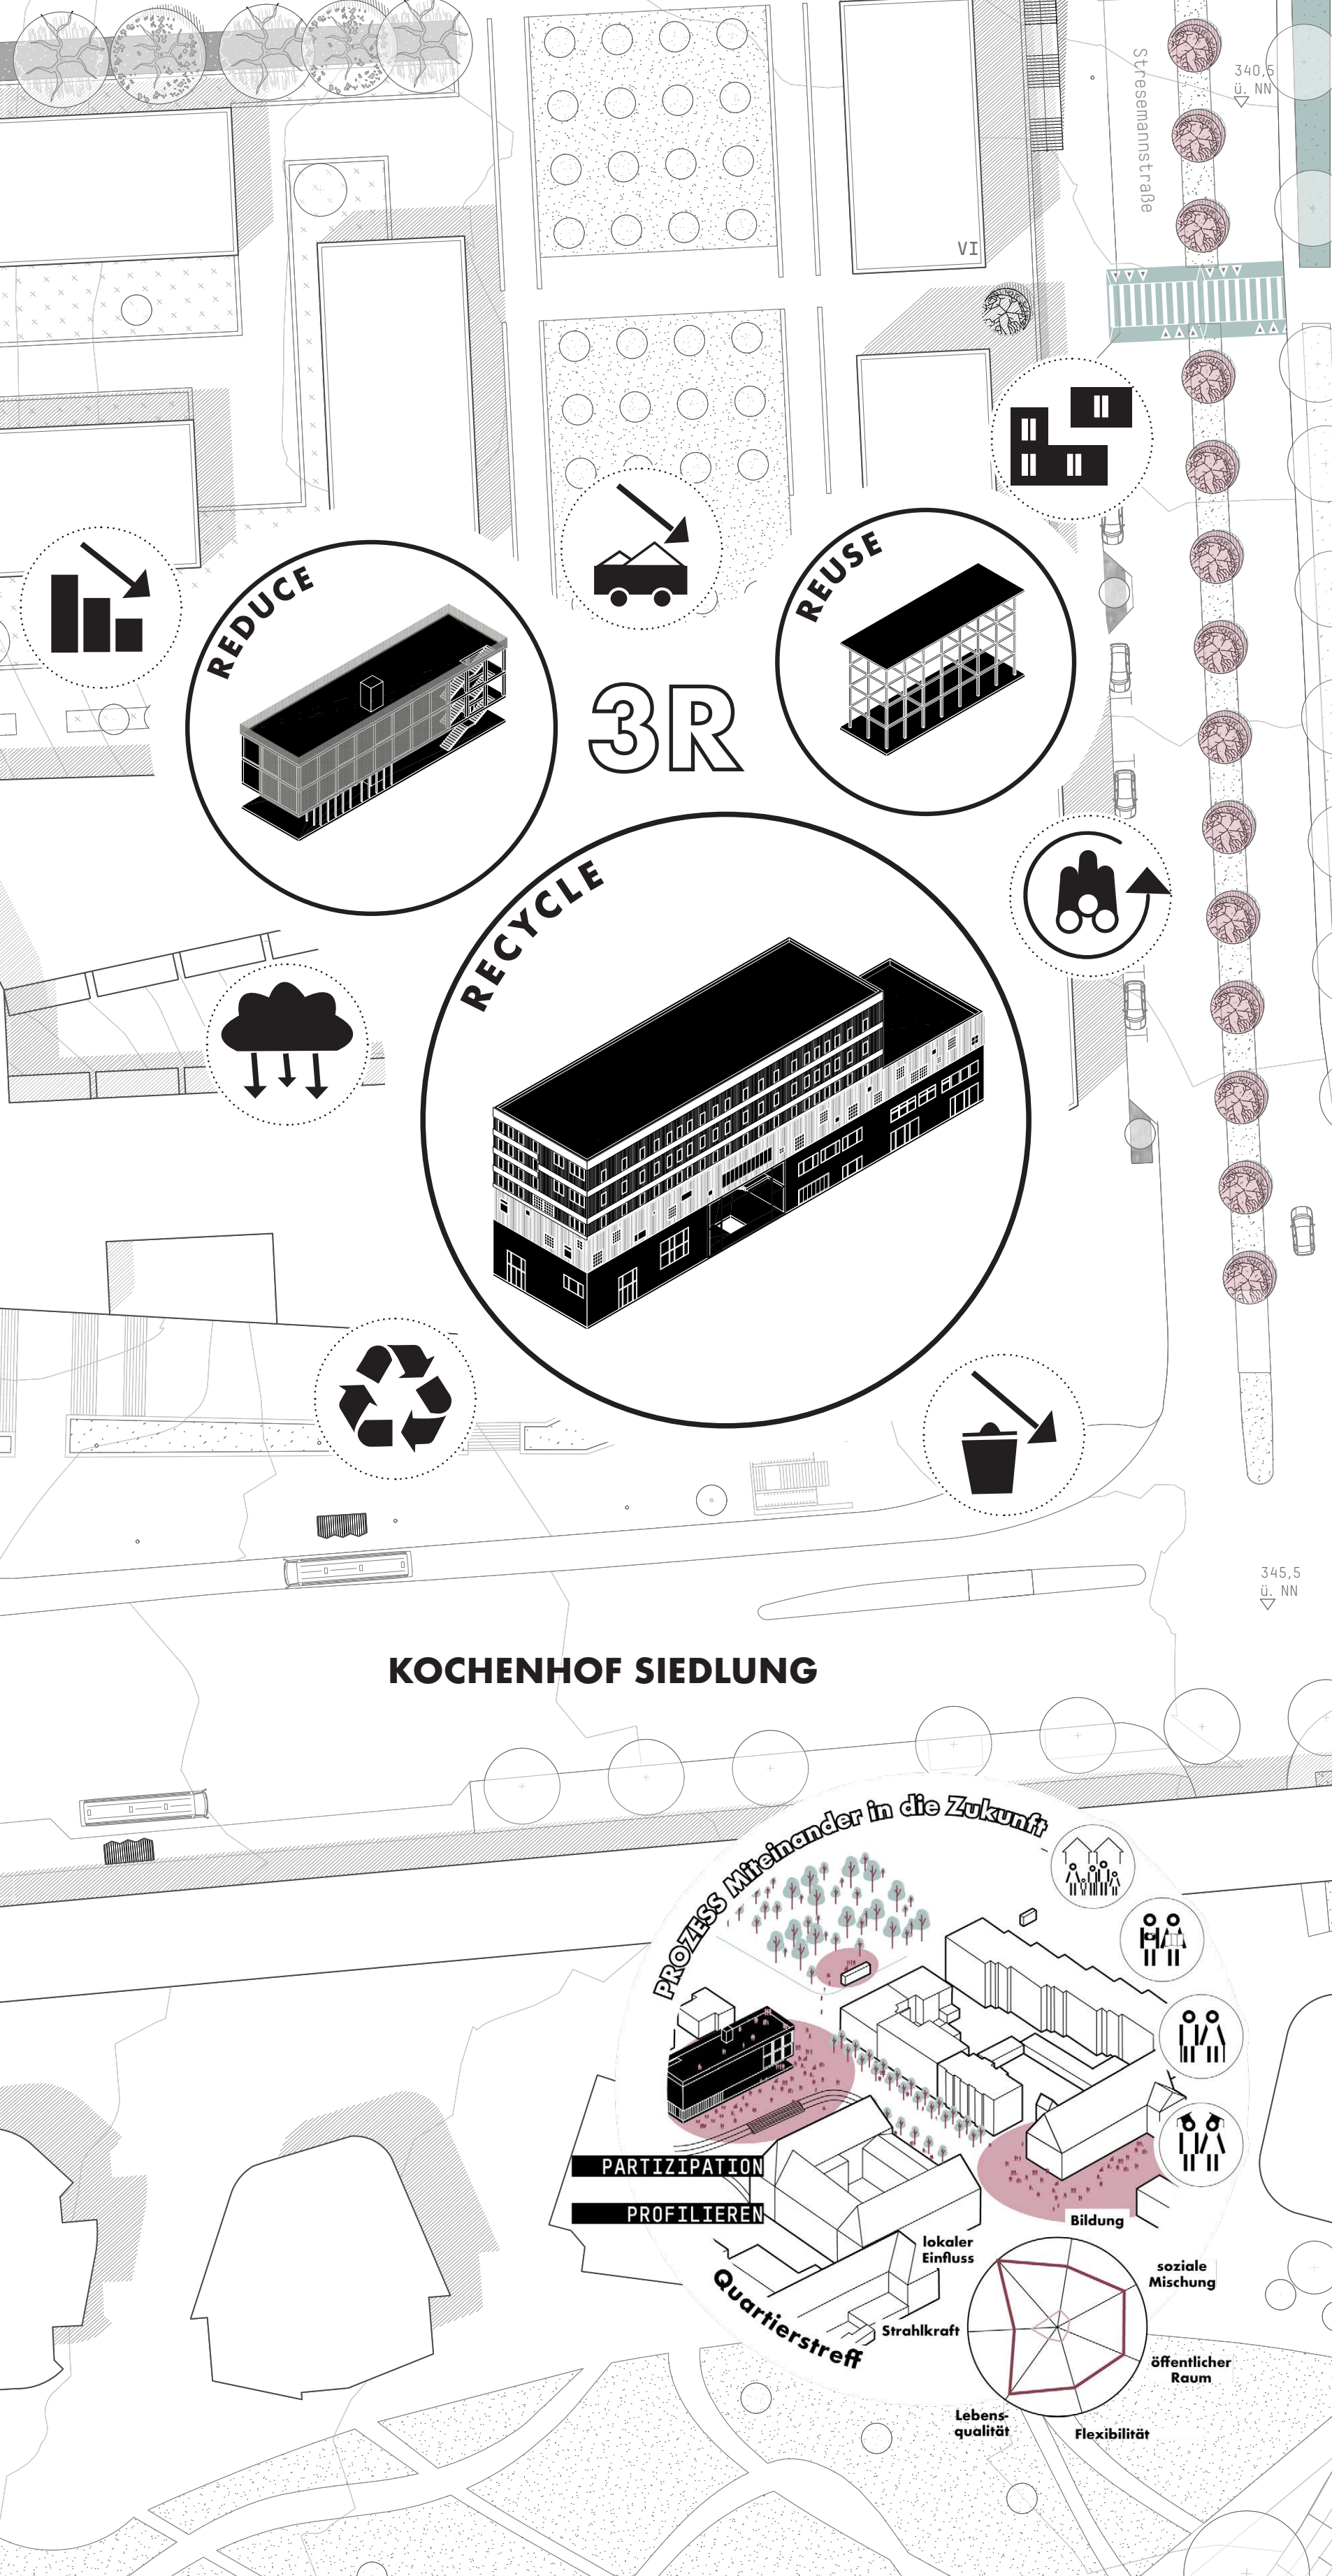 Stresemannstraße
340,5
ü. NN
VI
REDUCE
REUSE
3R
RECYCLE
345,5
ü. NN
KOCHENHOF SIEDLUNG
PROZESS Miteinander in die Zukunft
PARTIZIPATION
PROFILIEREN
Quartierstreff
Bildung
lokaler
Einfluss
soziale
Mischung
Strahlkraft
öffentlicher
Raum
Lebens-
qualität
Flexibilität